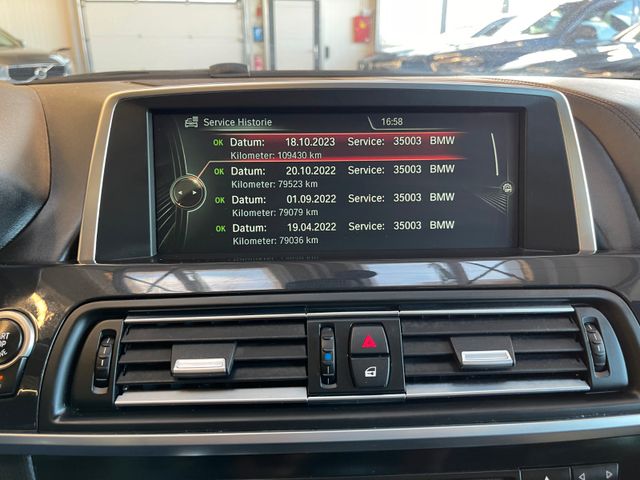 Service Historie 16:58
OK Datum: 18.10.2023 Service: 35003 BMW
Kilometer: 109430 km
OK Datum: 20.10.2022 Service: 35003 BMW
Kilometer: 79523 km
OK Datum: 01.09.2022 Service: 35003 BMW
Kilometer: 79079 km
OK Datum: 19.04.2022 Service: 35003 BMW
Kilometer: 79036 km